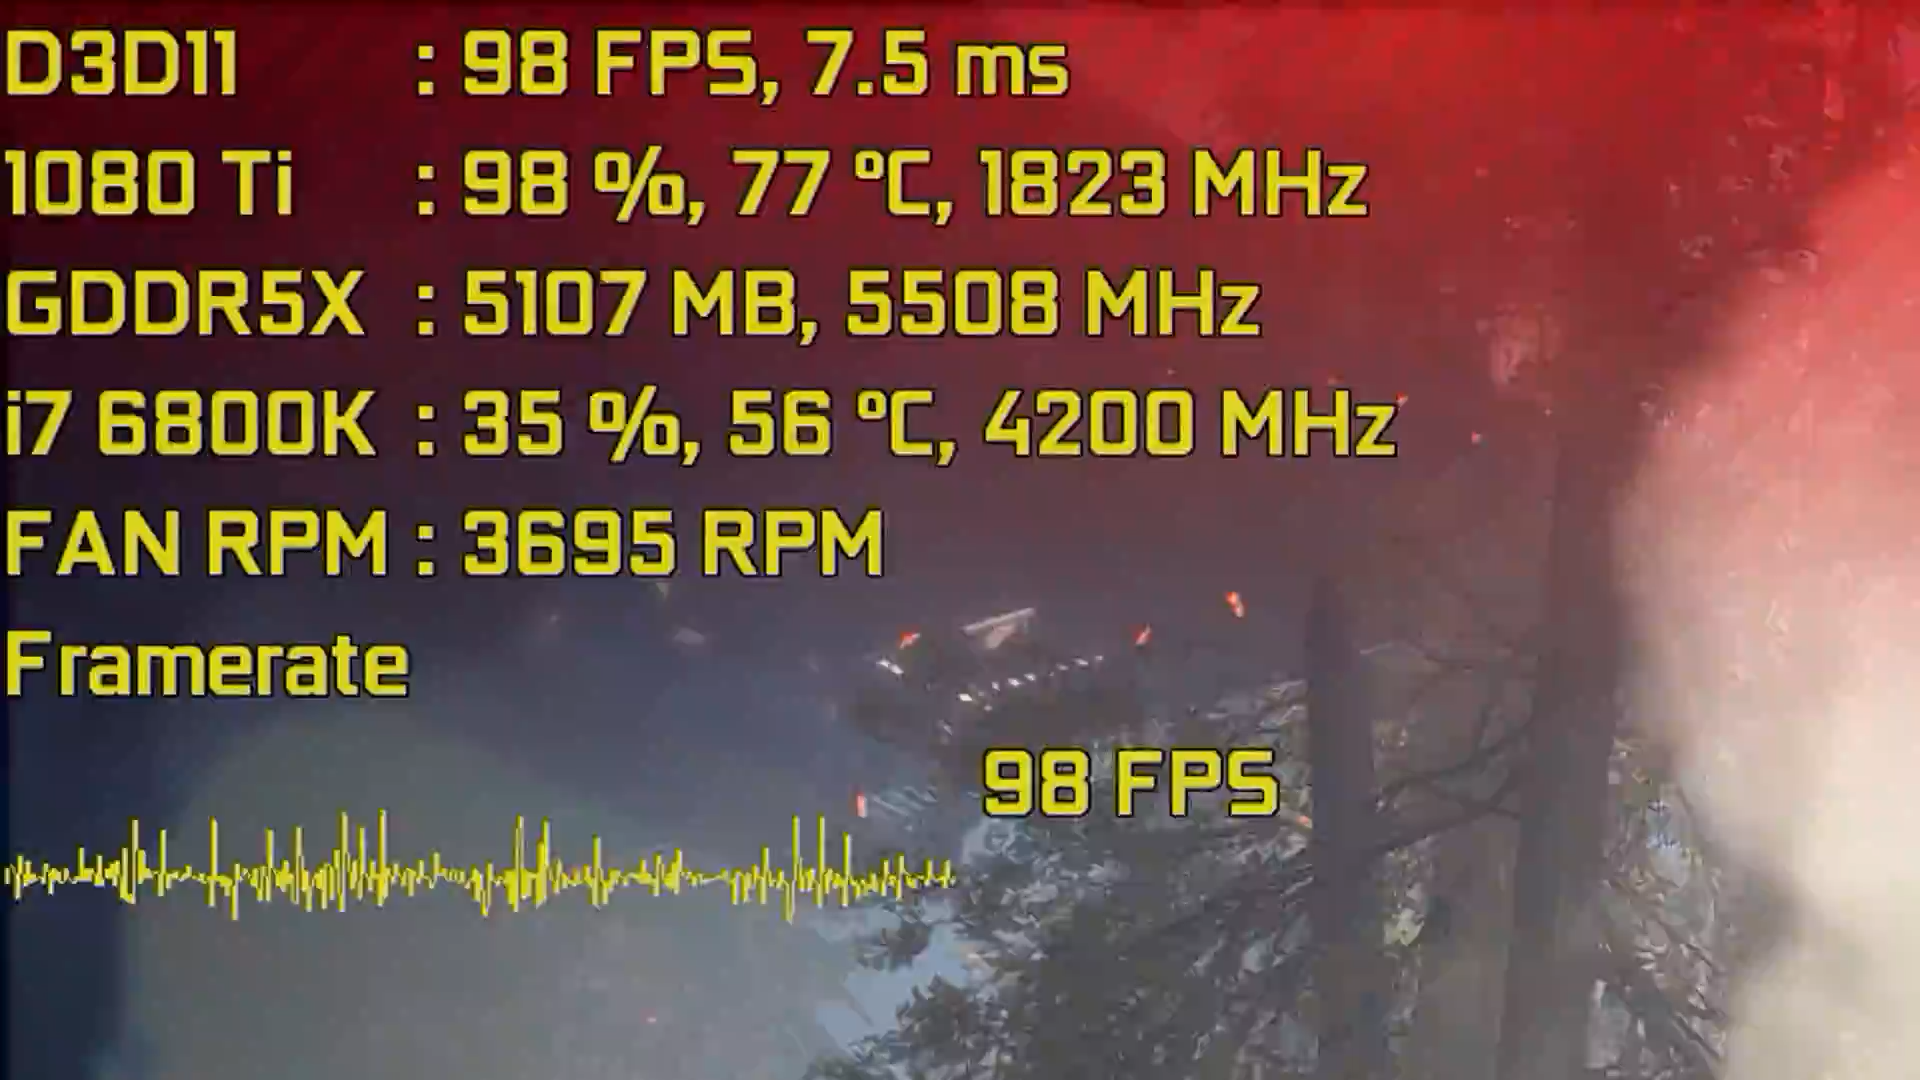 D3D11 : 98 FPS, 7.5 ms
1080 Ti : 98 %, 77 °C, 1823 MHz
GDDR5X : 5107 MB, 5508 MHz
i7 6800K : 35 %, 56 °C, 4200 MHz
FAN RPM : 3695 RPM
Framerate
98 FPS